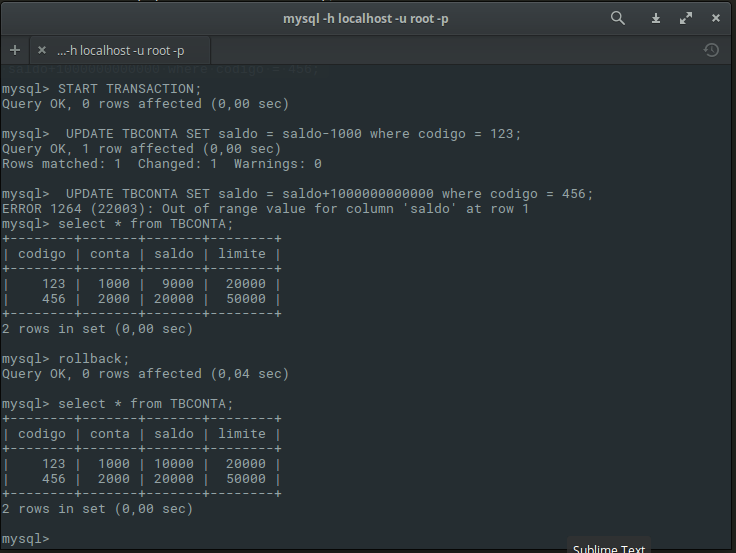 mysql -h localhost -u root -p
...-h localhost -u root -p
saldo+1000000000000 where codigo = 456;
mysql> START TRANSACTION;
Query OK, 0 rows affected (0,00 sec)
mysql>  UPDATE TBCONTA SET saldo = saldo-1000 where codigo = 123;
Query OK, 1 row affected (0,00 sec)
Rows matched: 1  Changed: 1  Warnings: 0
mysql>  UPDATE TBCONTA SET saldo = saldo+1000000000000 where codigo = 456;
ERROR 1264 (22003): Out of range value for column 'saldo' at row 1
mysql> select * from TBCONTA;
+--------+-------+-------+--------+
| codigo | conta | saldo | limite |
+--------+-------+-------+--------+
|    123 |  1000 |  9000 |  20000 |
|    456 |  2000 | 20000 |  50000 |
+--------+-------+-------+--------+
2 rows in set (0,00 sec)
mysql> rollback;
Query OK, 0 rows affected (0,04 sec)
mysql> select * from TBCONTA;
+--------+-------+-------+--------+
| codigo | conta | saldo | limite |
+--------+-------+-------+--------+
|    123 |  1000 | 10000 |  20000 |
|    456 |  2000 | 20000 |  50000 |
+--------+-------+-------+--------+
2 rows in set (0,00 sec)
mysql>
Sublime Text